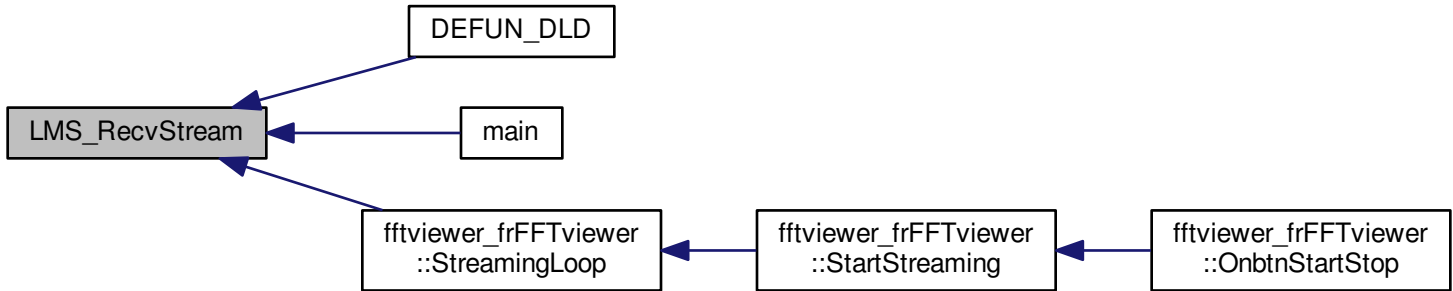 DEFUN_DLD
LMS_RecvStream
main
fftviewer_frFFTviewer
::StreamingLoop
fftviewer_frFFTviewer
::StartStreaming
fftviewer_frFFTviewer
::OnbtnStartStop